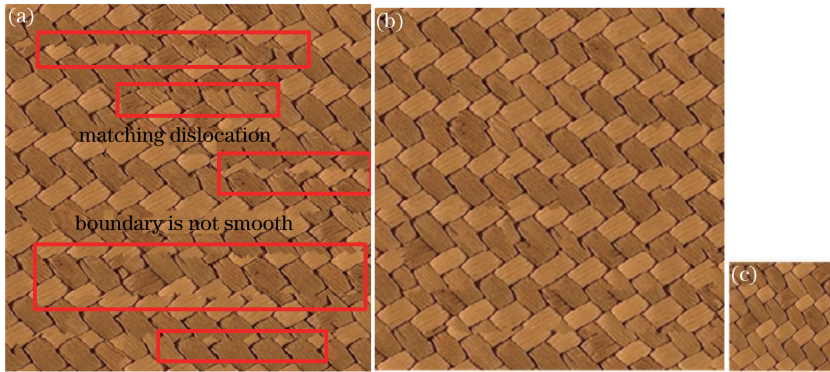 (a)
(b)
matching dislocation
boundary is not smooth
(c)